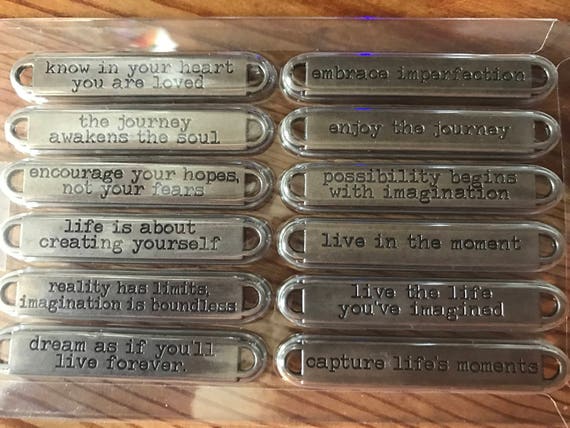 know in your heart
you are loved
embrace imperfection
the journey
awakens the soul
enjoy the journey
encourage your hopes,
not your fears
possibility begins
with imagination
life is about
creating yourself
live in the moment
reality has limits;
imagination is boundless
live the life
you've imagined
dream as if you'll
live forever.
capture life's moments